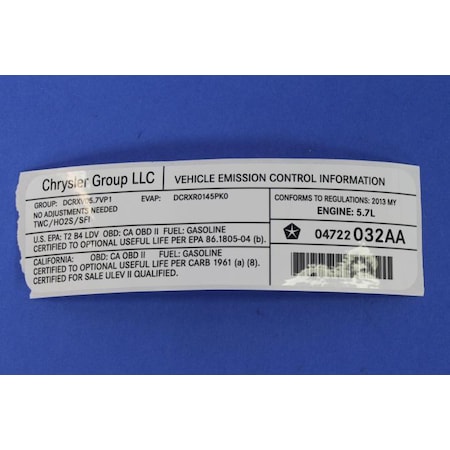 Chrysler Group LLC
VEHICLE EMISSION CONTROL INFORMATION
GROUP: DCRXV05.7VP1 EVAP: DCRXR0145PK0
NO ADJUSTMENTS NEEDED
TWC/HO2S/SFI
U.S. EPA: T2 B4 LDV OBD: CA OBD II FUEL: GASOLINE
CERTIFIED TO OPTIONAL USEFUL LIFE PER EPA 86.1805-04 (b).
CALIFORNIA: OBD: CA OBD II FUEL: GASOLINE
CERTIFIED TO OPTIONAL USEFUL LIFE PER CARB 1961 (a) (8).
CERTIFIED FOR SALE ULEV II QUALIFIED.
CONFORMS TO REGULATIONS: 2013 MY
ENGINE: 5.7L
04722 032AA